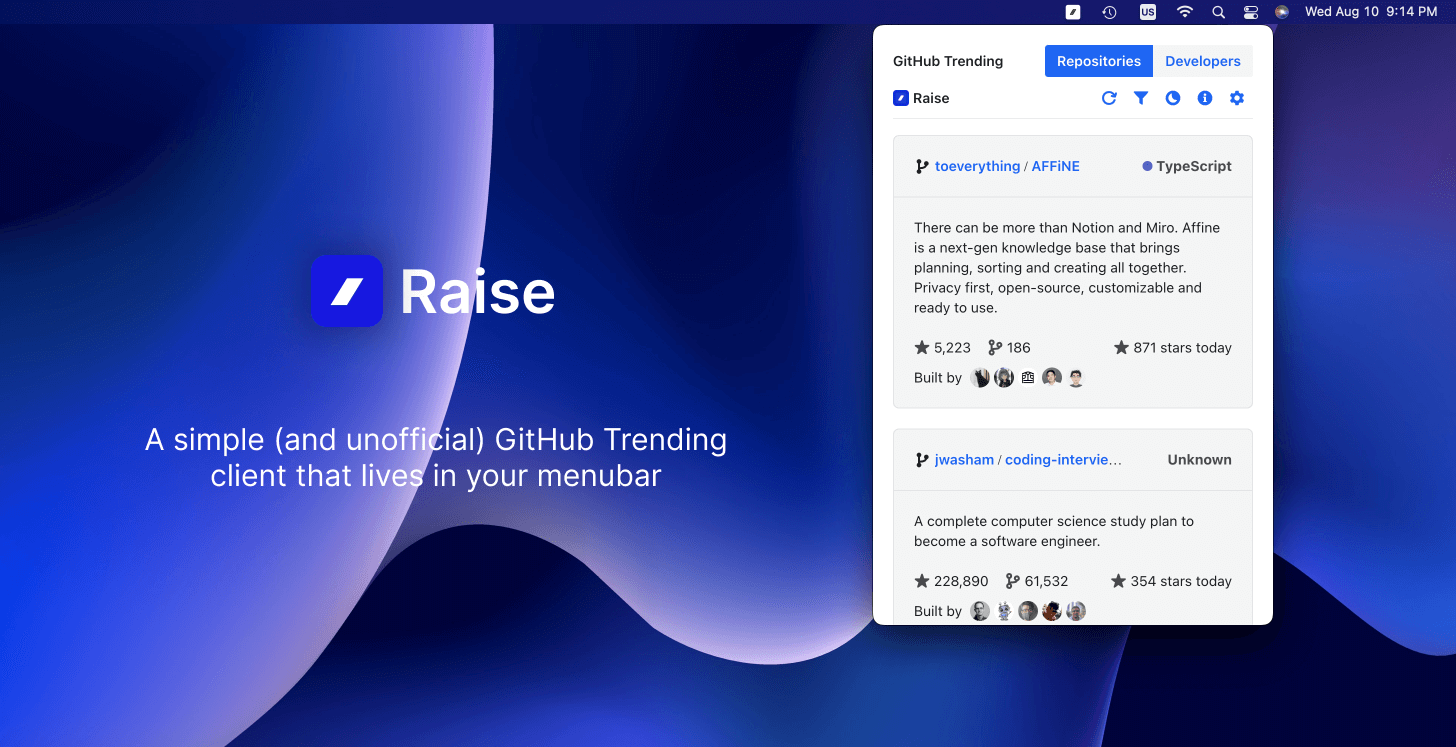 US
Wed Aug 10 9:14 PM
GitHub Trending
Repositories
Developers
Raise
toeverything / AFFiNE
TypeScript
There can be more than Notion and Miro. Affine
is a next-gen knowledge base that brings
planning, sorting and creating all together.
Privacy first, open-source, customizable and
ready to use.
5,223
186
871 stars today
Built by
jwasham / coding-intervie...
Unknown
A complete computer science study plan to
become a software engineer.
228,890
61,532
354 stars today
Built by
Raise
A simple (and unofficial) GitHub Trending
client that lives in your menubar